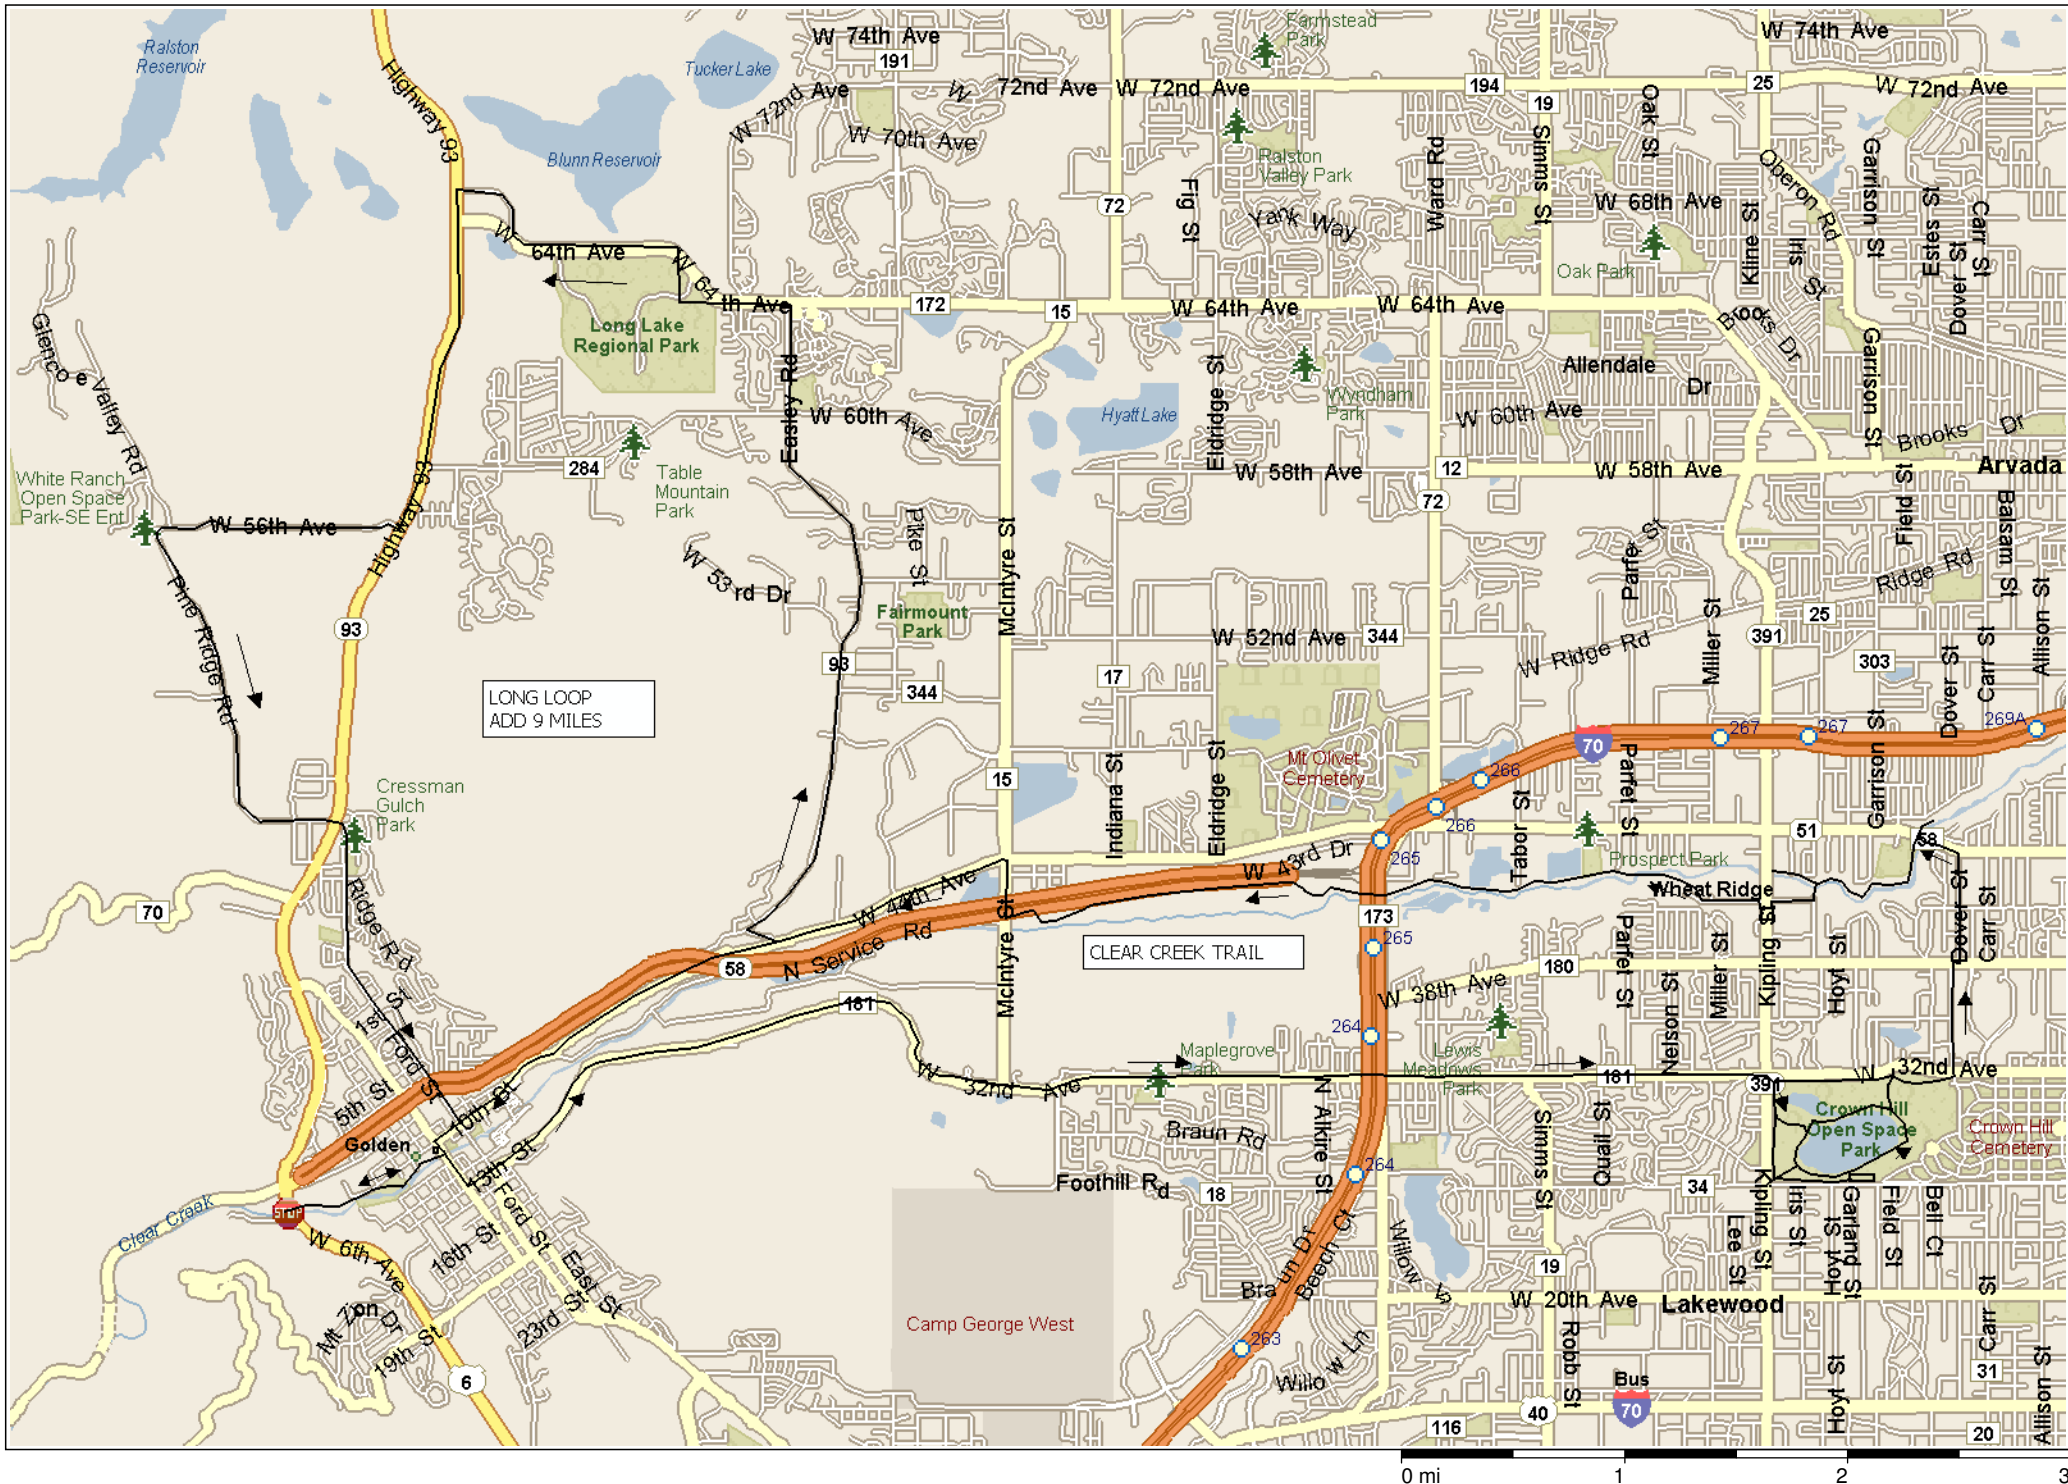 Ralston
Reservoir
Highway 93
Tucker Lake
Blunn Reservoir
W 74th Ave
191
W 72nd Ave
W
72nd Ave
W 72nd Ave
W 70th Ave
Farmstead
Park
194
19
25
W 74th Ave
W 72nd Ave
Ralston
Valley Park
Fig St
Yank Way
Ward Rd
Simms St
Oak St
W 68th Ave
Oak Park
Kline St
Iris St
Oberon Rd
Garrison St
Estes St
Dover St
Carr St
72
W 64th Ave
W 64th Ave
172
15
W 64th Ave
W 64th Ave
Brooks Dr
Long Lake
Regional Park
Glencoe Valley Rd
Easley Rd
W 60th Ave
Hyatt Lake
Eldridge St
Wyndham
Park
Allendale
Dr
W 60th Ave
Garrison St
Brooks Dr
White Ranch
Open Space
Park-SE Ent
284
Table
Mountain
Park
Highway 93
W 58th Ave
12
W 58th Ave
Arvada
72
W 56th Ave
Pike St
W 53rd Dr
McIntyre St
Field St
Balsam St
Parfe St
Ridge Rd
Fairmount
Park
Pine Ridge Rd
93
93
344
W 52nd Ave
344
17
W Ridge Rd
Miller St
391
25
303
Dover St
Carr St
Allison St
LONG LOOP
ADD 9 MILES
Mt Olivet
Cemetery
70
267
267
269A
Cressman
Gulch
Park
15
Indiana St
Eldridge St
266
266
265
Tabor St
Parfet St
Garrison St
51
58
Prospect Park
W 43rd Dr
W 44th Ave
Wheat Ridge
70
Ridge Rd
58
N Service Rd
McIntyre St
CLEAR CREEK TRAIL
173
265
W 38th Ave
180
Parfet St
Nelson St
Miller St
Kipling St
Hoyt St
Dover St
Carr St
1st St
Ford St
5th St
10th St
181
W 32nd Ave
Maplegrove
Park
264
Lewis
Meadows
Park
181
391
W 32nd Ave
Golden
13th St
Braun Rd
N Alkire St
Simms St
Quail St
Crown Hill
Open Space
Park
Crown Hill
Cemetery
Foothill Rd
18
264
34
Clear Creek
STOP
W 6th Ave
16th St
Ford St
East St
Kipling St
Lee St
Iris St
Hoyt St
Garland St
Field St
Bell Ct
Mt Zion Dr
19th St
23rd St
Camp George West
Braun Dr
Beech Ct
Willow Ls
19
W 20th Ave
Lakewood
263
Willow Ln
Robb St
Hoyt St
Carr St
31
Allison St
6
116
40
Bus
70
20
0 mi
1
2
3